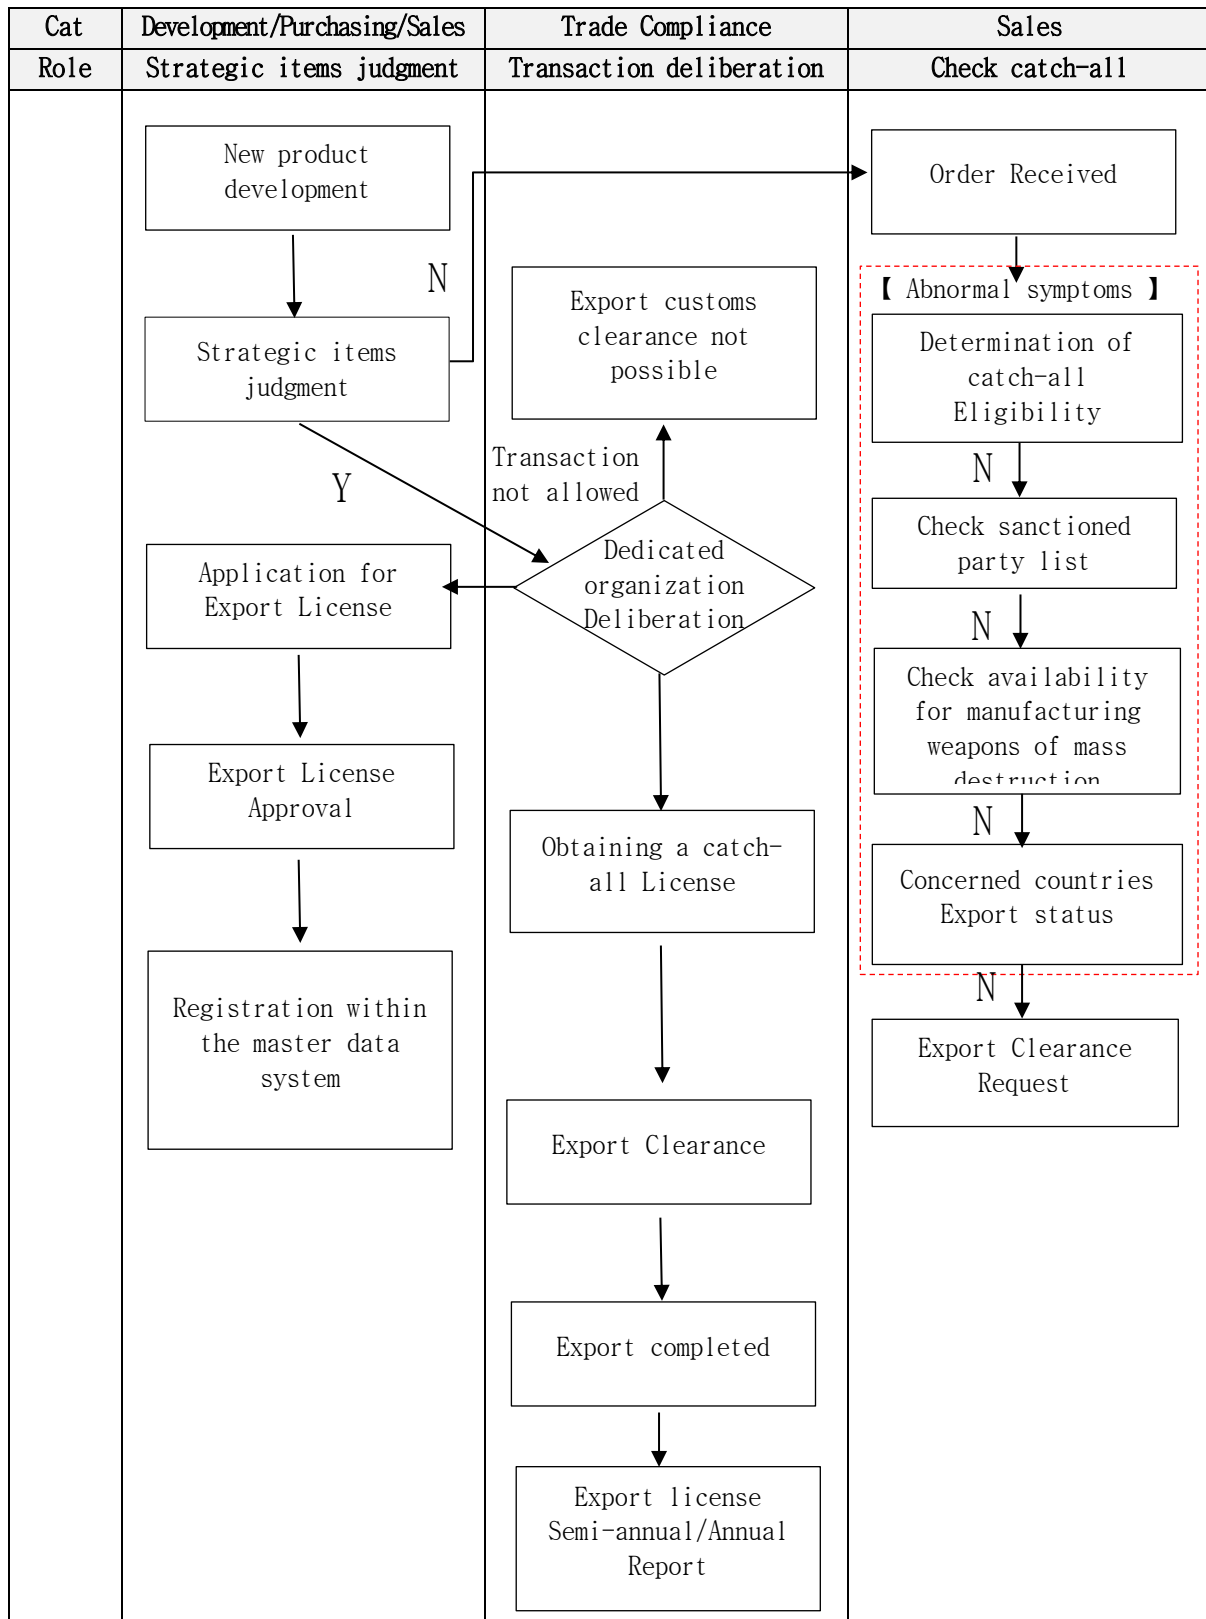 Cat
Development/Purchasing/Sales
Trade Compliance
Sales
Role
Strategic items judgment
Transaction deliberation
Check catch-all
New product
development
N
Strategic items
judgment
Y
Application for
Export License
Export License
Approval
Registration within
the master data
system
Export customs
clearance not
possible
Transaction
not allowed
Dedicated
organization
Deliberation
Obtaining a catch-
all License
Export Clearance
Export completed
Export license
Semi-annual/Annual
Report
Order Received
【 Abnormal symptoms 】
Determination of
catch-all
Eligibility
N
Check sanctioned
party list
N
Check availability
for manufacturing
weapons of mass
destruction
N
Concerned countries
Export status
N
Export Clearance
Request